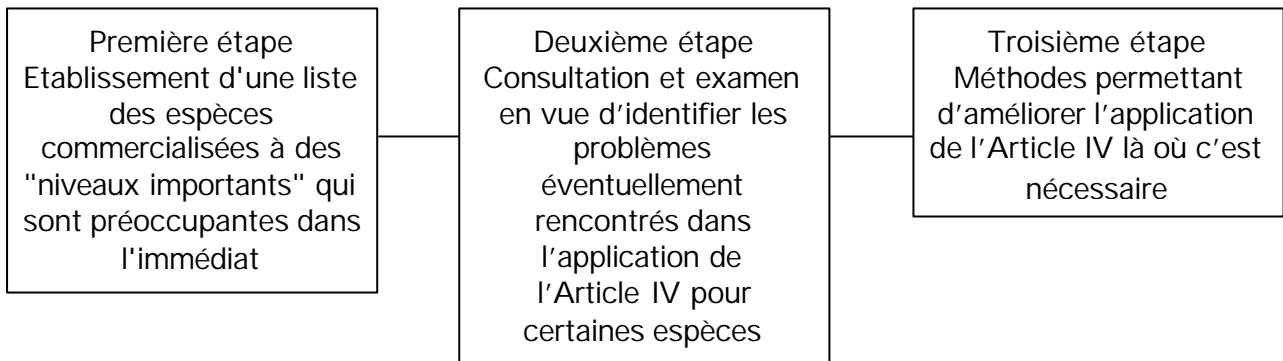 Première étape
Etablissement d'une liste
des espèces
commercialisées à des
"niveaux importants" qui
sont préoccupantes dans
l'immédiat
Deuxième étape
Consultation et examen
en vue d’identifier les
problèmes
éventuellement
rencontrés dans
l’application de
l’Article IV pour
certaines espèces
Troisième étape
Méthodes permettant
d’améliorer l’application
de l’Article IV là où c’est
nécessaire